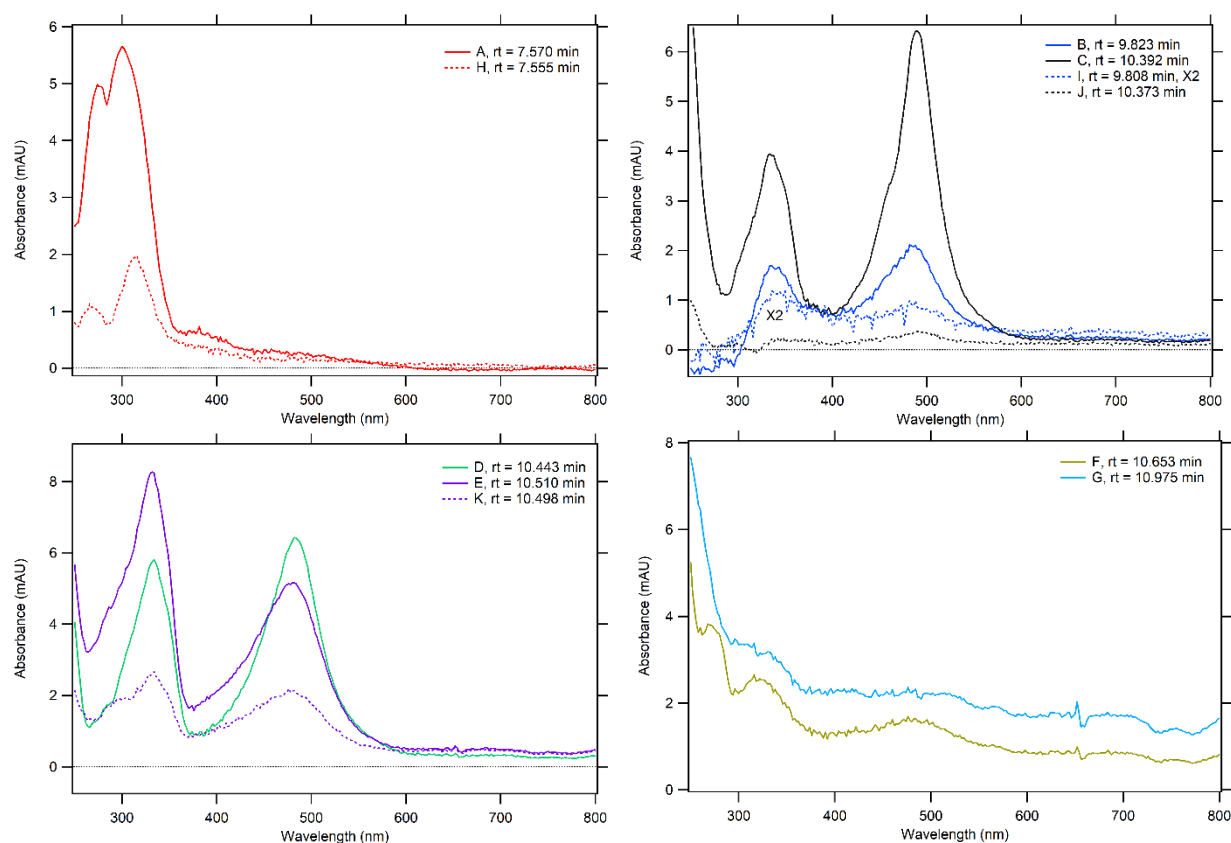 6
5
4
3
2
1
0
Absorbance (mAU)
A, rt = 7.570 min
H, rt = 7.555 min
300 400 500 600 700 800
Wavelength (nm)
6
5
4
3
2
1
0
Absorbance (mAU)
B, rt = 9.823 min
C, rt = 10.392 min
I, rt = 9.808 min, X2
J, rt = 10.373 min
X2
300 400 500 600 700 800
Wavelength (nm)
8
6
4
2
0
Absorbance (mAU)
D, rt = 10.443 min
E, rt = 10.510 min
K, rt = 10.498 min
300 400 500 600 700 800
Wavelength (nm)
8
6
4
2
0
Absorbance (mAU)
F, rt = 10.653 min
G, rt = 10.975 min
300 400 500 600 700 800
Wavelength (nm)